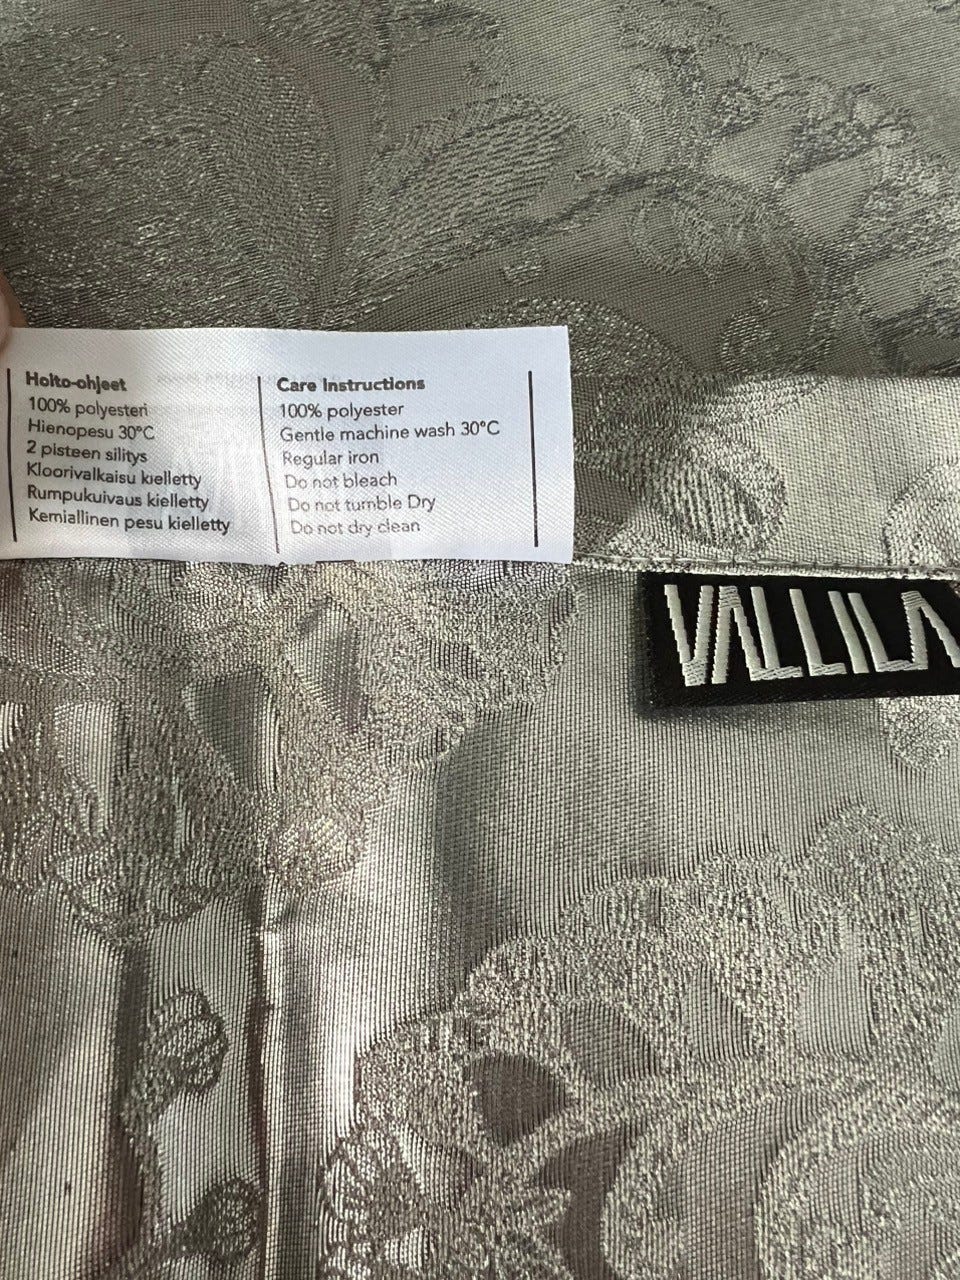 Hoito-ohjeet
100% polyesteri
Hienopesu 30°C
2 pisteen silitys
Kloorivalkaisu kielletty
Rumpukuivaus kielletty
Kemiallinen pesu kielletty
Care Instructions
100% polyester
Gentle machine wash 30°C
Regular iron
Do not bleach
Do not tumble Dry
Do not dry clean
VALLILA